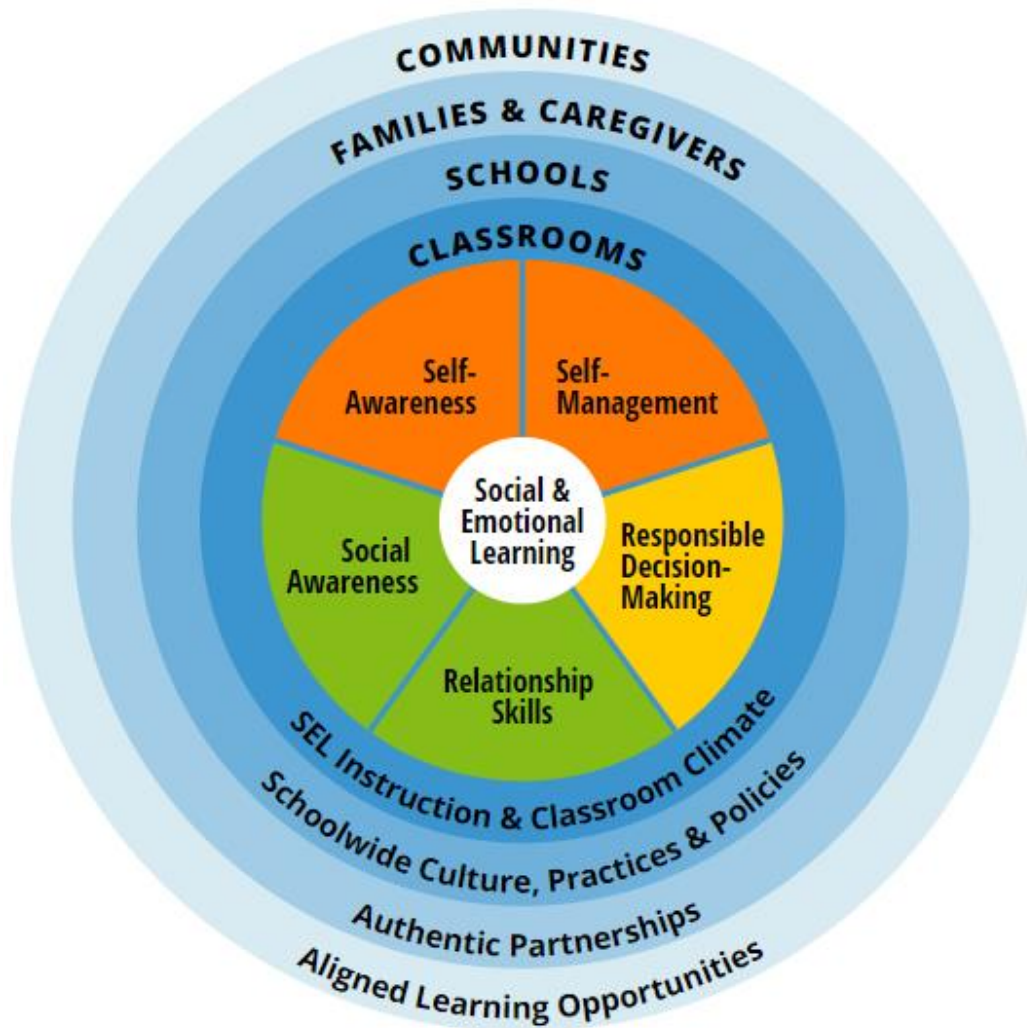 COMMUNITIES
FAMILIES & CAREGIVERS
SCHOOLS
CLASSROOMS
Self-
Awareness
Self-
Management
Social &
Emotional
Learning
Social
Awareness
Responsible
Decision-
Making
Relationship
Skills
SEL Instruction & Classroom Climate
Schoolwide Culture, Practices & Policies
Authentic Partnerships
Aligned Learning Opportunities